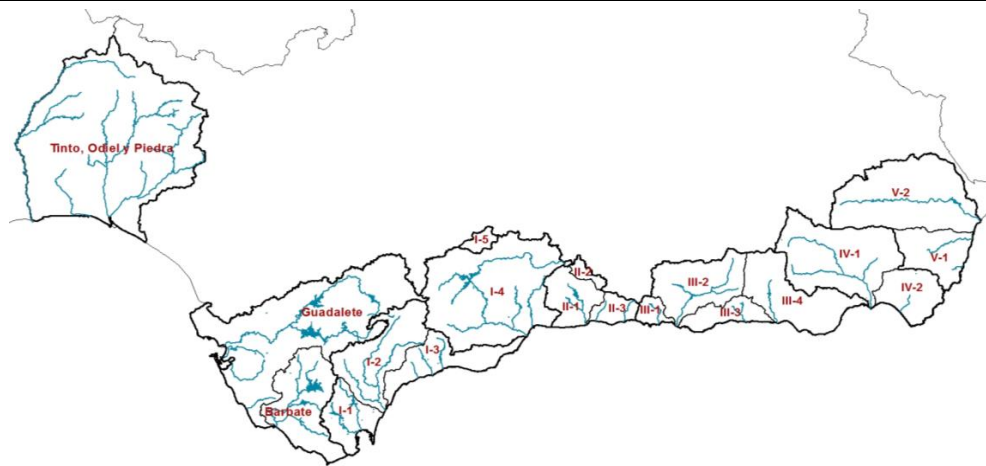 Tinto, Odiel y Piedra
V-2
I-5
IV-1
V-1
II-2
III-2
I-4
IV-2
II-1
II-3
III-1
III-4
Guadalete
III-3
I-3
I-2
Barbate
I-1